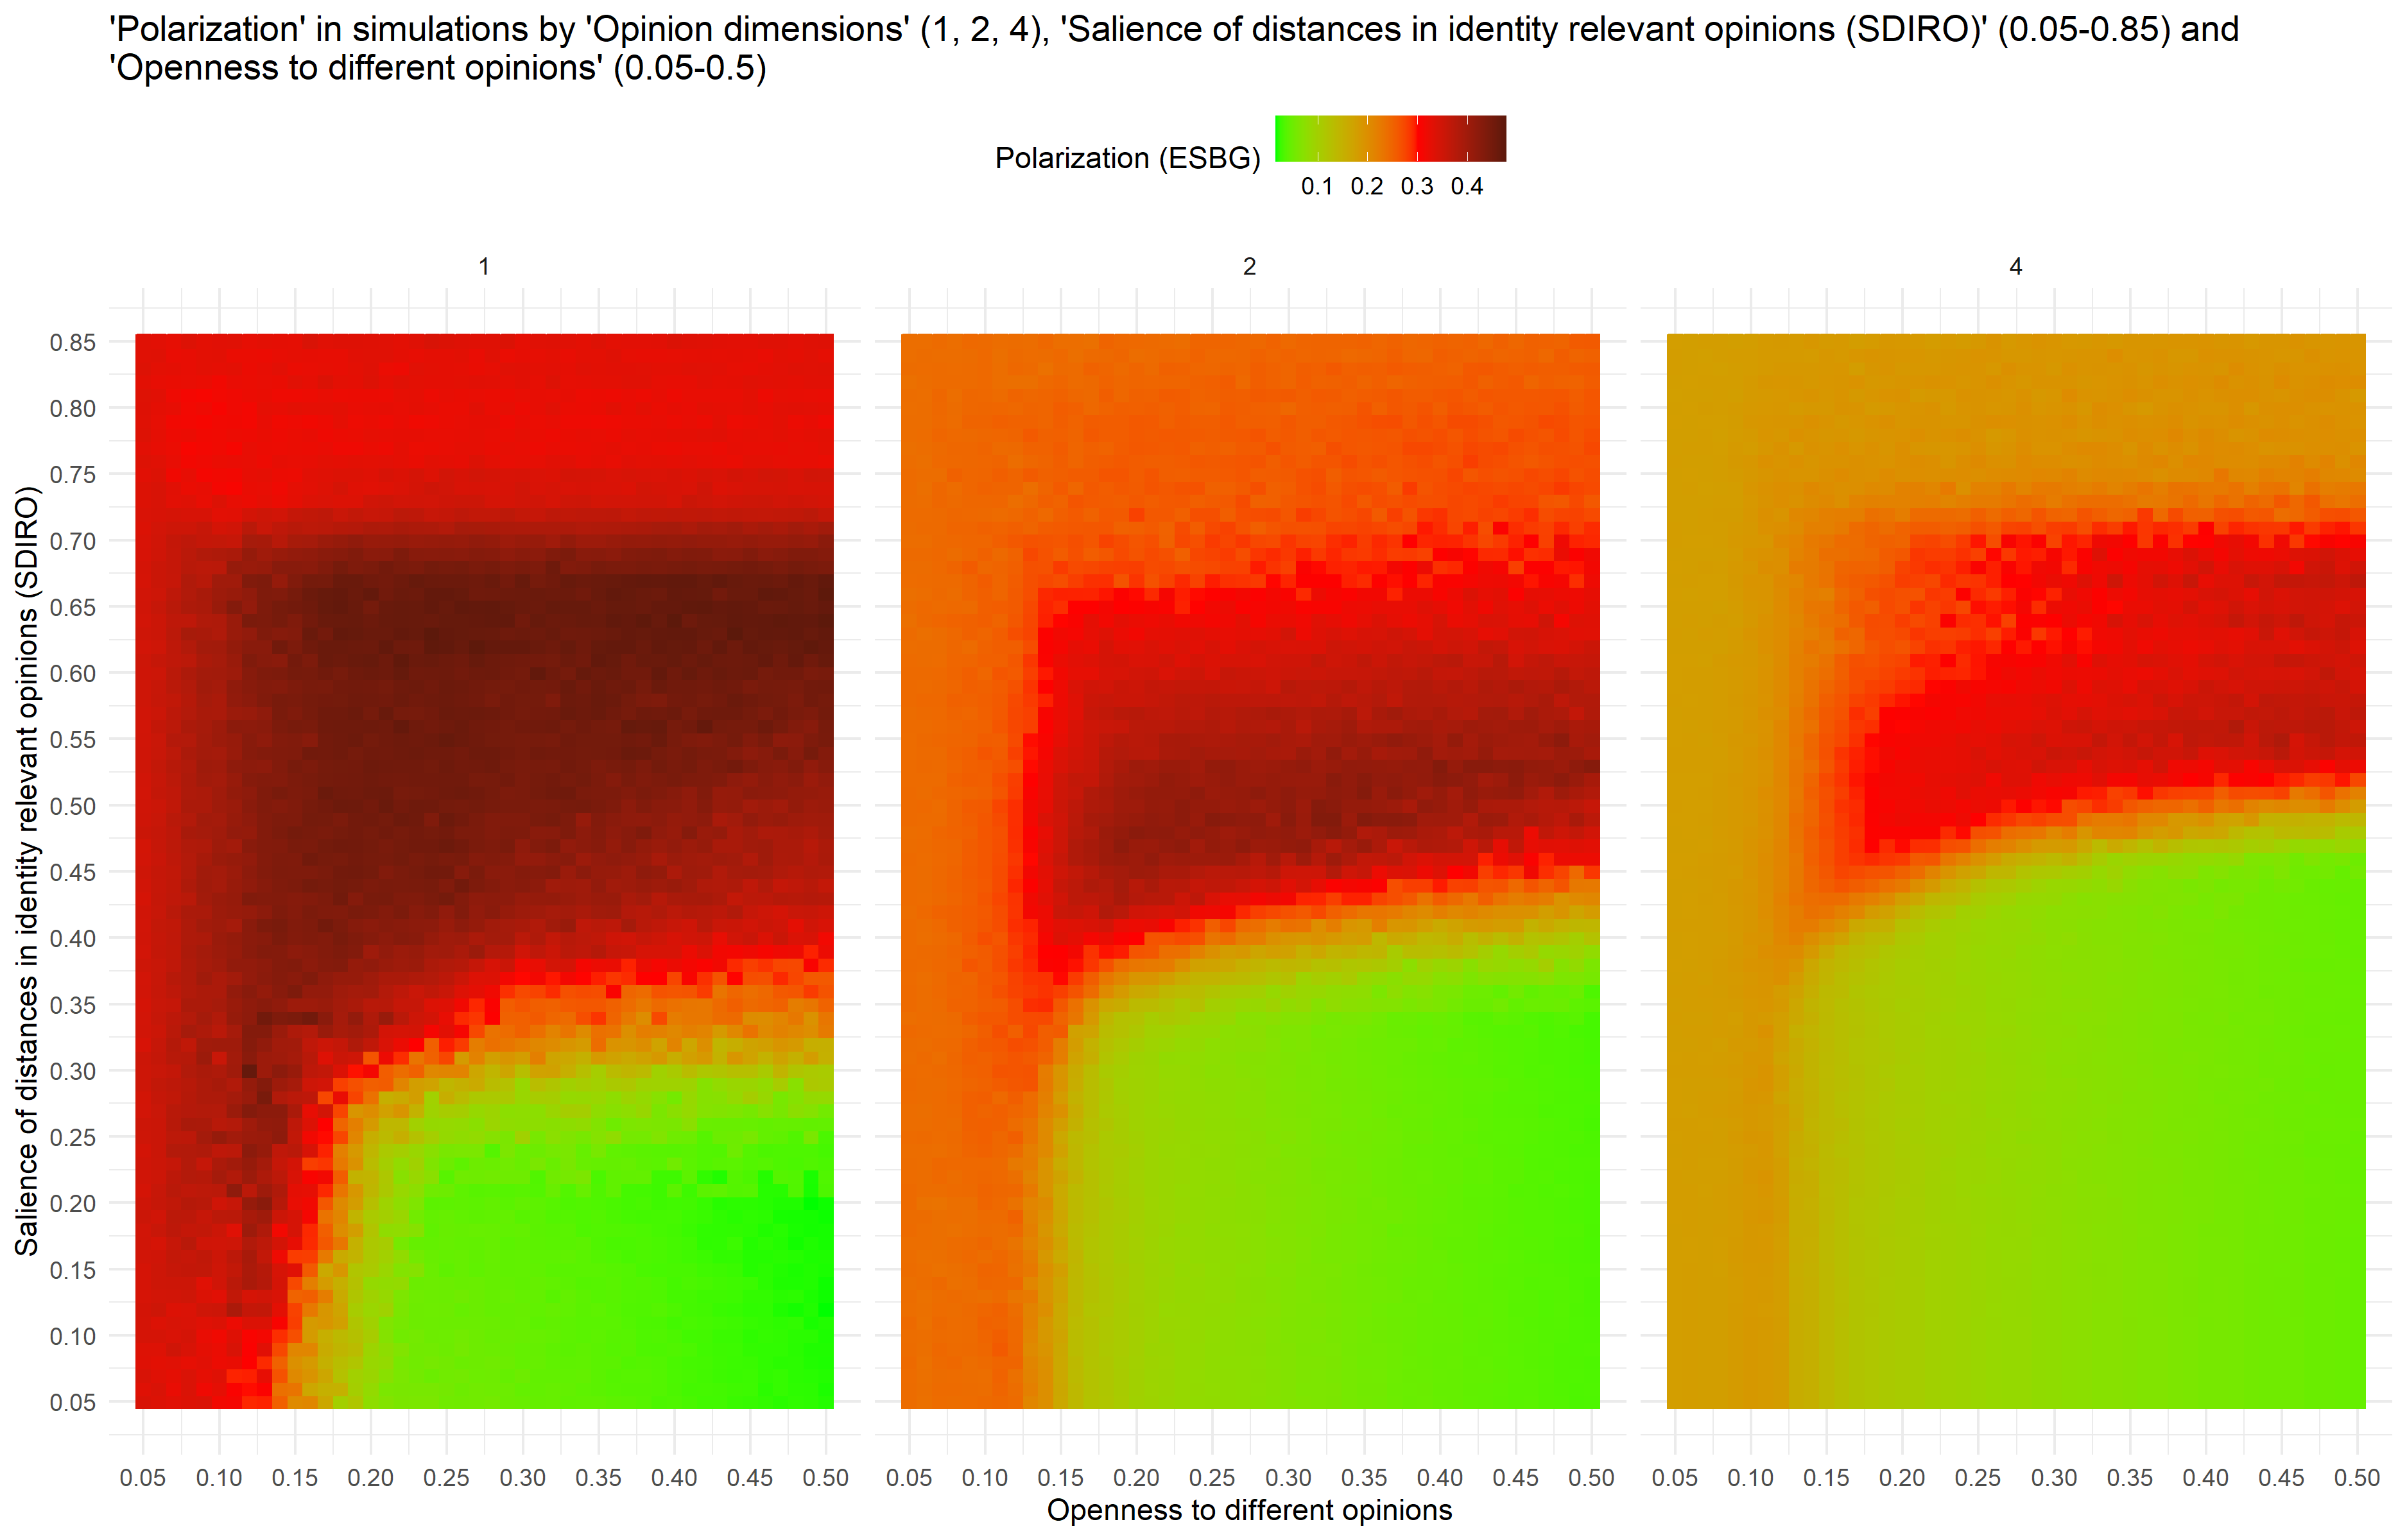 'Polarization' in simulations by 'Opinion dimensions' (1, 2, 4), 'Salience of distances in identity relevant opinions (SDIRO)' (0.05-0.85) and
'Openness to different opinions' (0.05-0.5)
Polarization (ESBG)
0.1 0.2 0.3 0.4
1 2 4
Salience of distances in identity relevant opinions (SDIRO)
0.85
0.80
0.75
0.70
0.65
0.60
0.55
0.50
0.45
0.40
0.35
0.30
0.25
0.20
0.15
0.10
0.05
0.05 0.10 0.15 0.20 0.25 0.30 0.35 0.40 0.45 0.50 0.05 0.10 0.15 0.20 0.25 0.30 0.35 0.40 0.45 0.50 0.05 0.10 0.15 0.20 0.25 0.30 0.35 0.40 0.45 0.50
Openness to different opinions